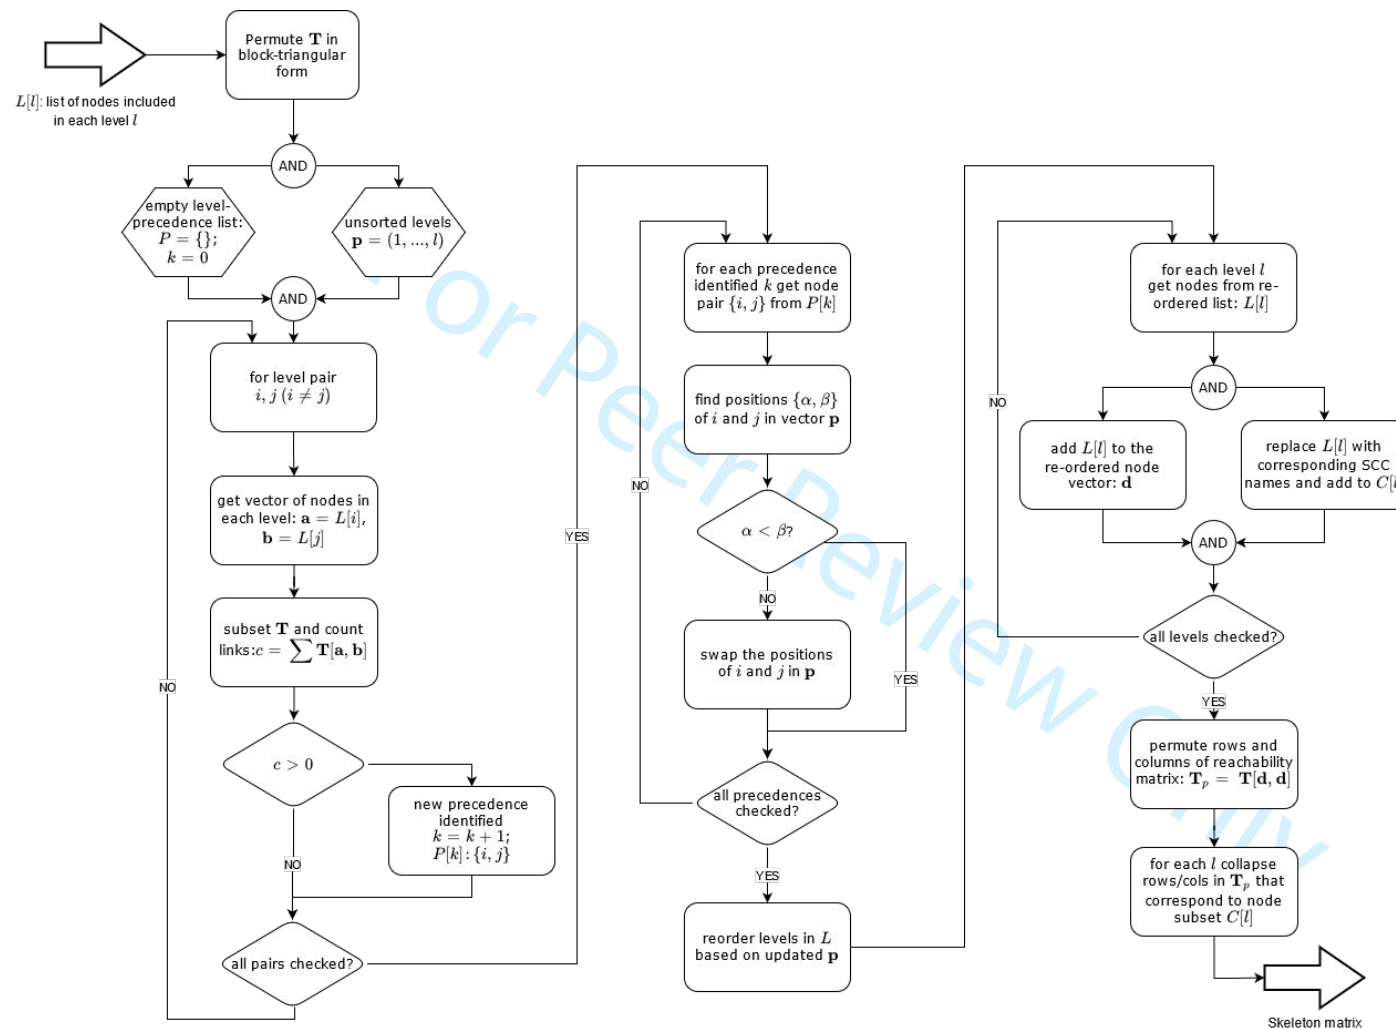 Permute T in
block-triangular
form
L[l]: list of nodes included
in each level l
AND
empty level-
precedence list:
P = {};
k = 0
unsorted levels
p = (1, ..., l)
AND
for level pair
i, j (i ≠ j)
get vector of nodes in
each level: a = L[i],
b = L[j]
subset T and count
links:c = ∑ T[a, b]
NO
c > 0
new precedence
identified
k = k + 1;
P[k] : {i, j}
NO
all pairs checked?
YES
for each precedence
identified k get node
pair {i, j} from P[k]
find positions {α, β}
of i and j in vector p
NO
α < β?
NO
swap the positions
of i and j in p
YES
all precedences
checked?
YES
reorder levels in L
based on updated p
for each level l
get nodes from re-
ordered list: L[l]
AND
NO
add L[l] to the
re-ordered node
vector: d
replace L[l] with
corresponding SCC
names and add to C[l
AND
all levels checked?
YES
permute rows and
columns of reachability
matrix: Tp = T[d, d]
for each l collapse
rows/cols in Tp that
correspond to node
subset C[l]
Skeleton matrix
For Peer Review Only